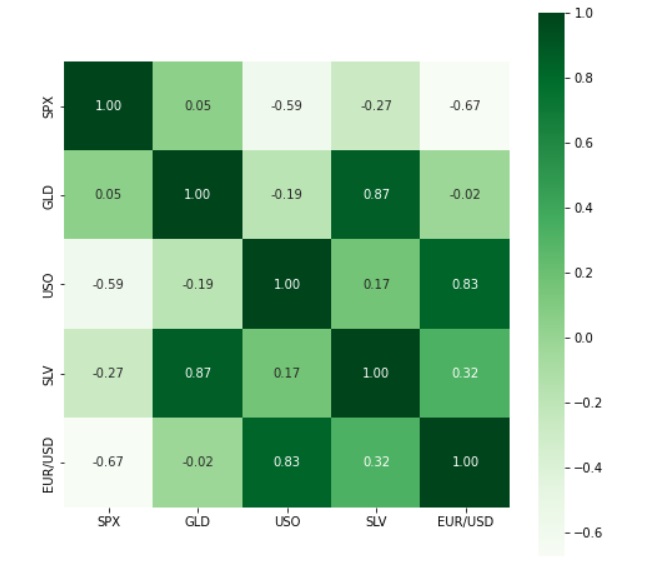 1.0
SPX 1.00 0.05 -0.59 -0.27 -0.67
0.8
0.6
GLD 0.05 1.00 -0.19 0.87 -0.02
0.4
0.2
USO -0.59 -0.19 1.00 0.17 0.83
0.0
SLV -0.27 0.87 0.17 1.00 0.32
−0.2
−0.4
EUR/USD -0.67 -0.02 0.83 0.32 1.00
−0.6
SPX GLD USO SLV EUR/USD